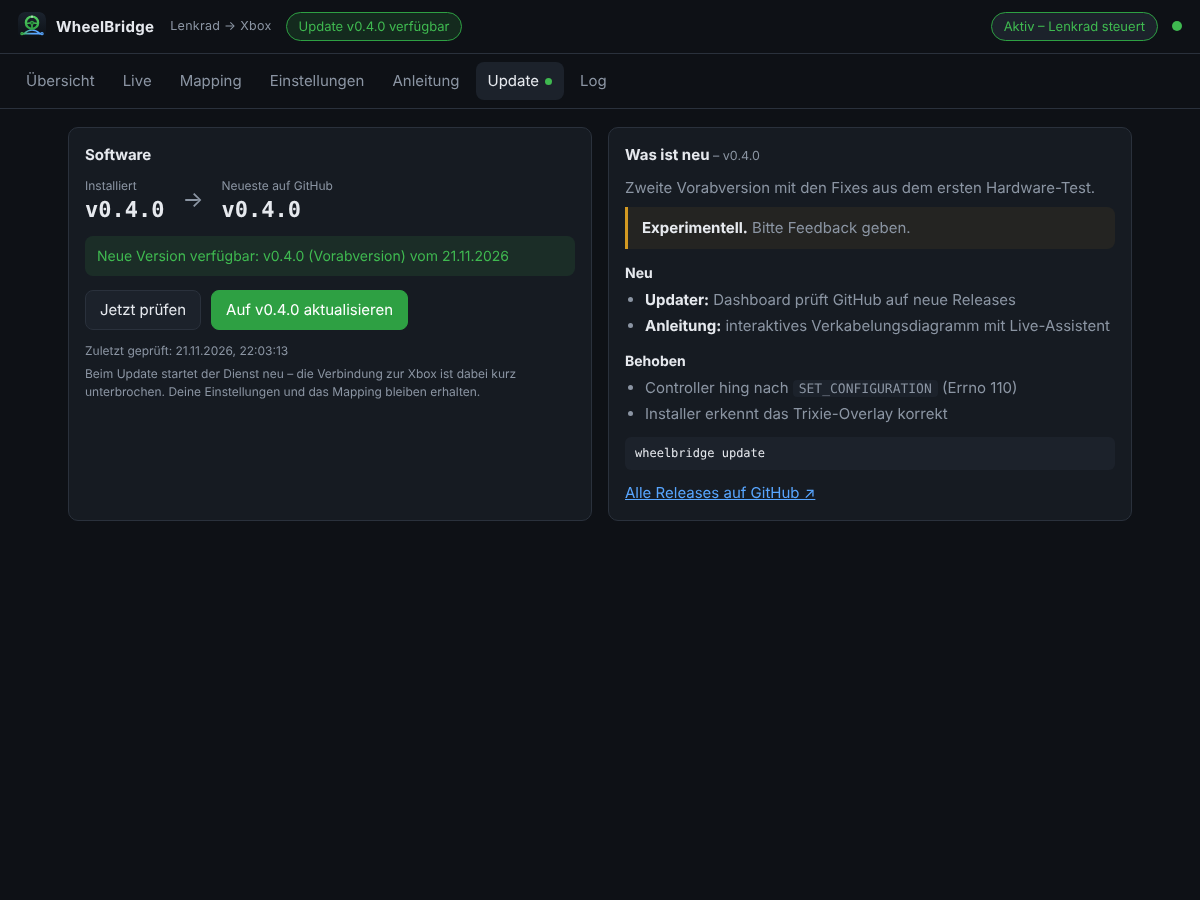 WheelBridge
Lenkrad → Xbox
Update v0.4.0 verfügbar
Aktiv – Lenkrad steuert
Übersicht
Live
Mapping
Einstellungen
Anleitung
Update
Log
Software
Installiert
v0.4.0
→
Neueste auf GitHub
v0.4.0
Neue Version verfügbar: v0.4.0 (Vorabversion) vom 21.11.2026
Jetzt prüfen
Auf v0.4.0 aktualisieren
Zuletzt geprüft: 21.11.2026, 22:03:13
Beim Update startet der Dienst neu – die Verbindung zur Xbox ist dabei kurz
unterbrochen. Deine Einstellungen und das Mapping bleiben erhalten.
Was ist neu – v0.4.0
Zweite Vorabversion mit den Fixes aus dem ersten Hardware-Test.
Experimentell. Bitte Feedback geben.
Neu
• Updater: Dashboard prüft GitHub auf neue Releases
• Anleitung: interaktives Verkabelungsdiagramm mit Live-Assistent
Behoben
• Controller hing nach SET_CONFIGURATION (Errno 110)
• Installer erkennt das Trixie-Overlay korrekt
wheelbridge update
Alle Releases auf GitHub ↗